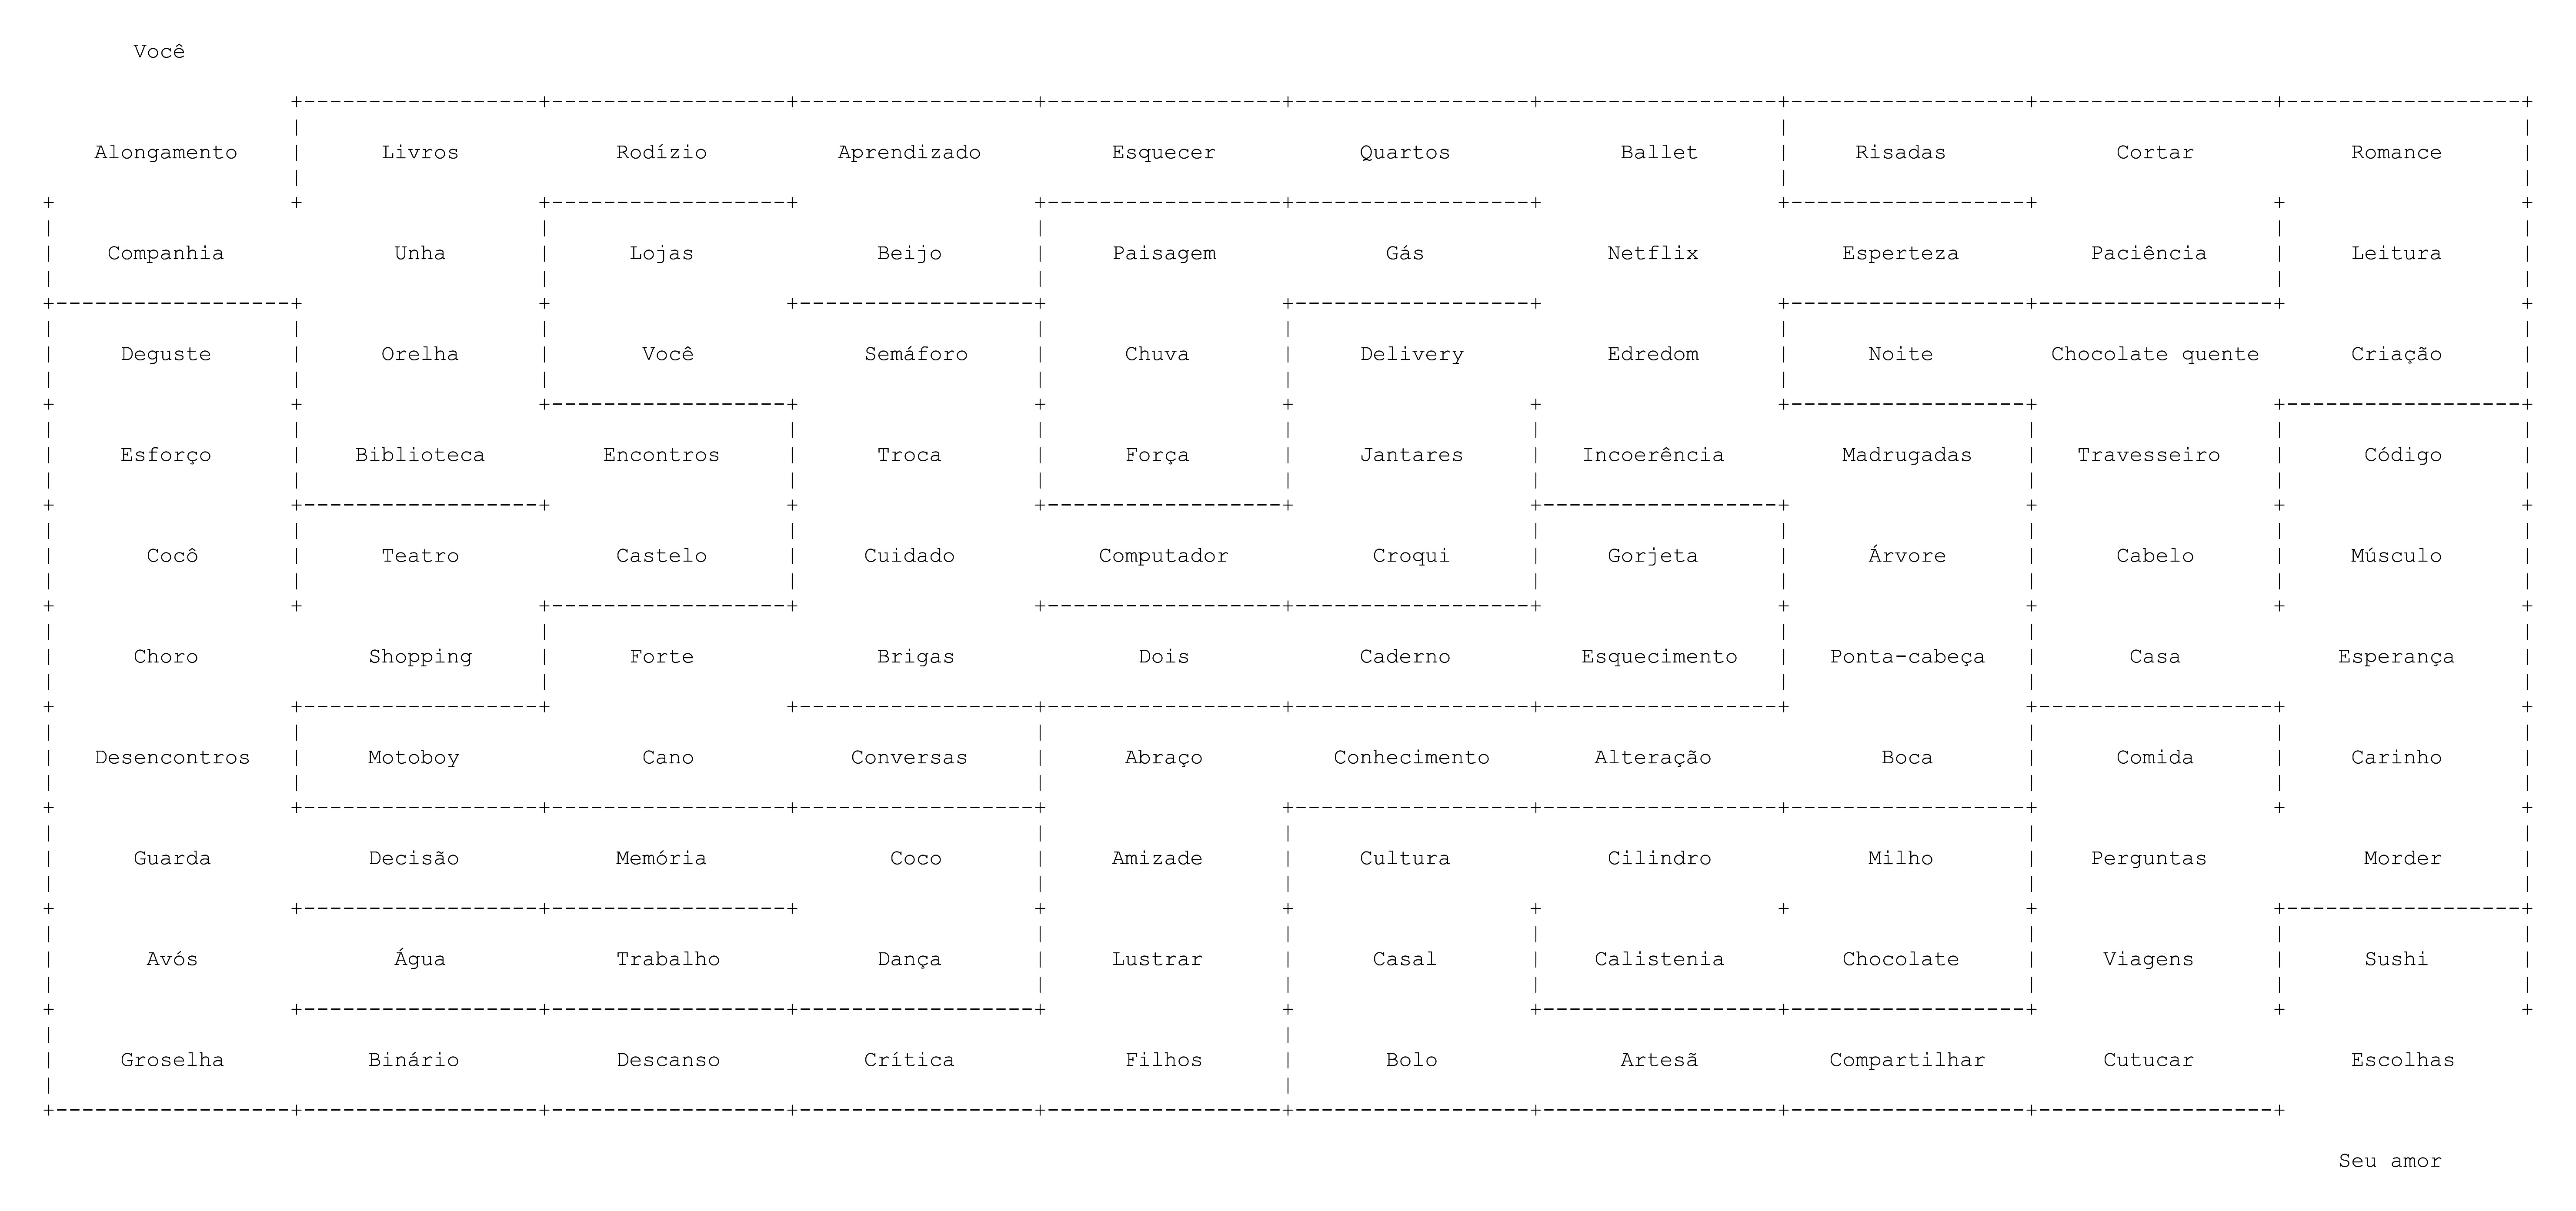 Você
Alongamento Livros Rodízio Aprendizado Esquecer Quartos Ballet Risadas Cortar Romance
Companhia Unha Lojas Beijo Paisagem Gás Netflix Esperteza Paciência Leitura
Deguste Orelha Você Semáforo Chuva Delivery Edredom Noite Chocolate quente Criação
Esforço Biblioteca Encontros Troca Força Jantares Incoerência Madrugadas Travesseiro Código
Cocô Teatro Castelo Cuidado Computador Croqui Gorjeta Árvore Cabelo Músculo
Choro Shopping Forte Brigas Dois Caderno Esquecimento Ponta-cabeça Casa Esperança
Desencontros Motoboy Cano Conversas Abraço Conhecimento Alteração Boca Comida Carinho
Guarda Decisão Memória Coco Amizade Cultura Cilindro Milho Perguntas Morder
Avós Água Trabalho Dança Lustrar Casal Calistenia Chocolate Viagens Sushi
Groselha Binário Descanso Crítica Filhos Bolo Artesã Compartilhar Cutucar Escolhas
Seu amor